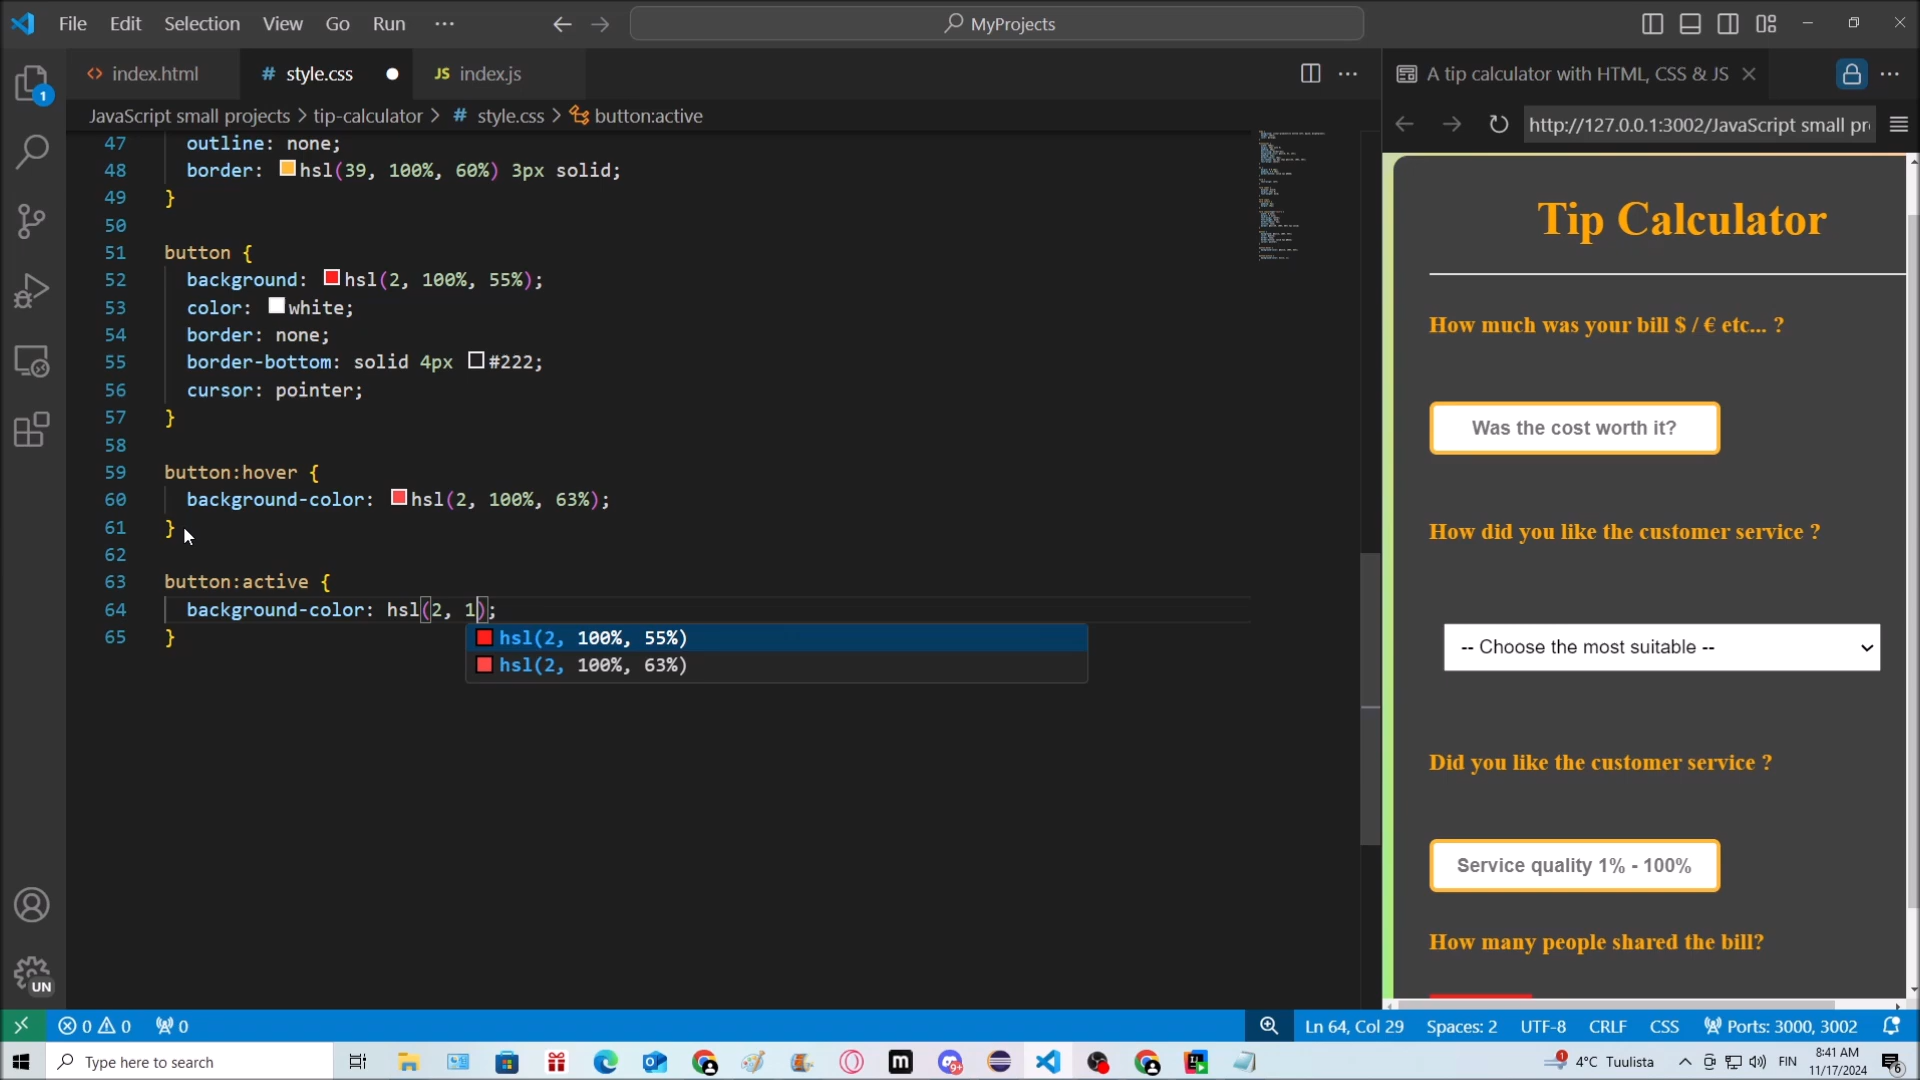 File Edit Selection View Go Run ···
MyProjects
index.html
# style.css
JS index.js
JavaScript small projects > tip-calculator > # style.css > button:active
47 outline: none;
48 border: hsl(39, 100%, 60%) 3px solid;
49 }
50
51 button {
52 background: hsl(2, 100%, 55%);
53 color: white;
54 border: none;
55 border-bottom: solid 4px #222;
56 cursor: pointer;
57 }
58
59 button:hover {
60 background-color: hsl(2, 100%, 63%);
61 }
62
63 button:active {
64 background-color: hsl(2, 1);
65 }
hsl(2, 100%, 55%)
hsl(2, 100%, 63%)
1
UN
A tip calculator with HTML, CSS & JS
http://127.0.0.1:3002/JavaScript small pr
Tip Calculator
How much was your bill $ / € etc... ?
Was the cost worth it?
How did you like the customer service ?
-- Choose the most suitable --
Did you like the customer service ?
Service quality 1% - 100%
How many people shared the bill?
0 0 0
Ln 64, Col 29 Spaces: 2 UTF-8 CRLF CSS Ports: 3000, 3002
Type here to search
m
9+
1
4°C Tuulista
FIN
8:41 AM
11/17/2024
6